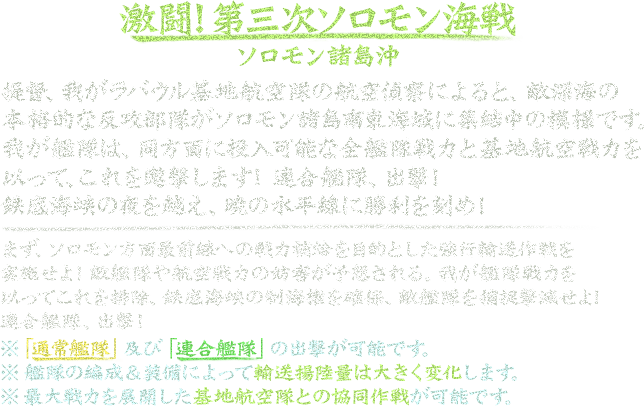 激闘！第三次ソロモン海戦
ソロモン諸島沖
提督、我がラバウル基地航空隊の航空偵察によると、敵深海の
本格的な反攻部隊がソロモン諸島南東海域に集結中の模様です。
我が艦隊は、同方面に投入可能な全艦隊戦力と基地航空戦力を
以って、これを邀撃します！ 連合艦隊、出撃！
鉄底海峡の夜を越え、暁の水平線に勝利を刻め！
まず、ソロモン方面最前線への戦力輸送を目的とした強行輸送作戦を
実施せよ！ 敵艦隊や航空戦力の妨害が予想される。我が艦隊戦力を
以ってこれを排除、鉄底海峡の制海権を確保、敵艦隊を捕捉撃滅せよ！
連合艦隊、出撃！
※「通常艦隊」及び「連合艦隊」の出撃が可能です。
※ 艦隊の編成＆装備によって輸送揚陸量は大きく変化します。
※ 最大戦力を展開した基地航空隊との協同作戦が可能です。